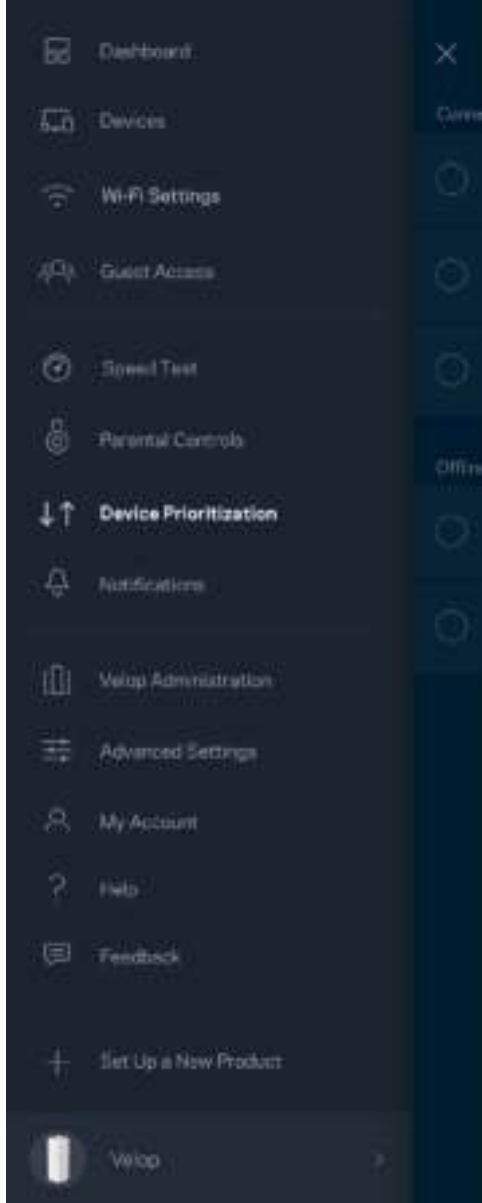 Dashboard
Devices
Wi-Fi Settings
Guest Access
Speed Test
Parental Controls
Device Prioritization
Notifications
Velop Administration
Advanced Settings
My Account
Help
Feedback
Set Up a New Product
Velop